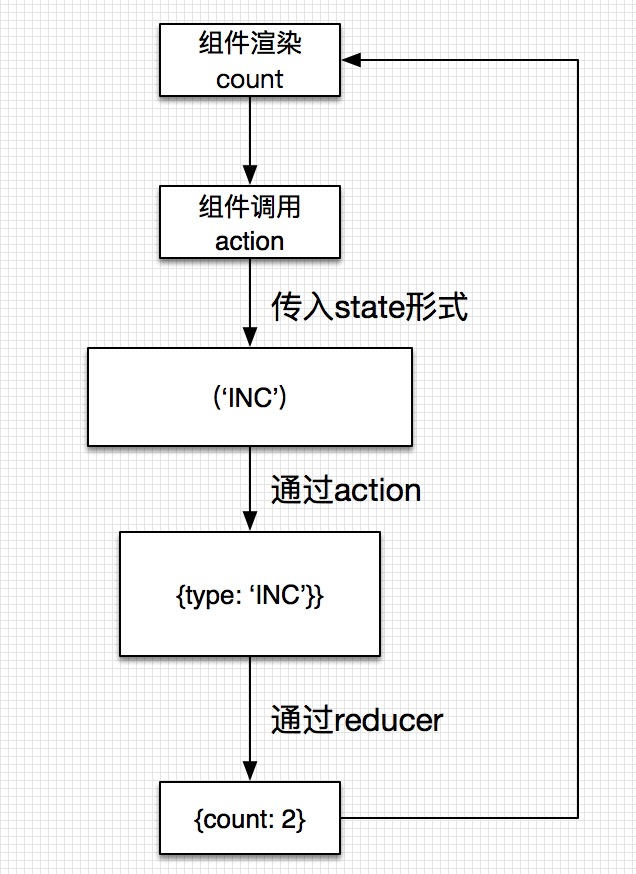 组件渲染
count
组件调用
action
传入state形式
(‘INC’)
通过action
{type: ‘INC’}}
通过reducer
{count: 2}